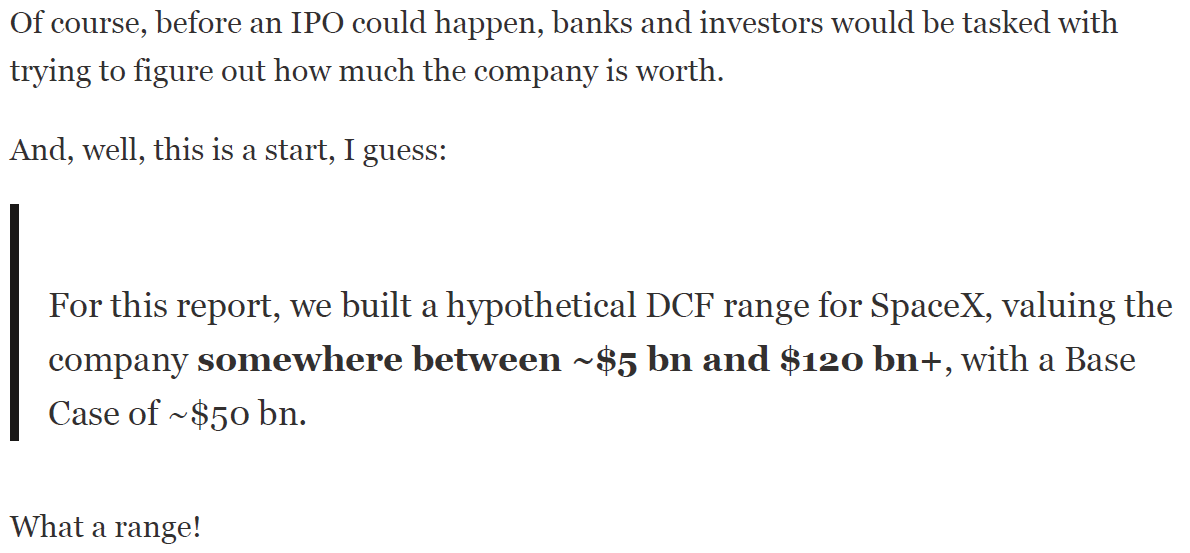 Of course, before an IPO could happen, banks and investors would be tasked with
trying to figure out how much the company is worth.
And, well, this is a start, I guess:
For this report, we built a hypothetical DCF range for SpaceX, valuing the
company somewhere between ~$5 bn and $120 bn+, with a Base
Case of ~$50 bn.
What a range!